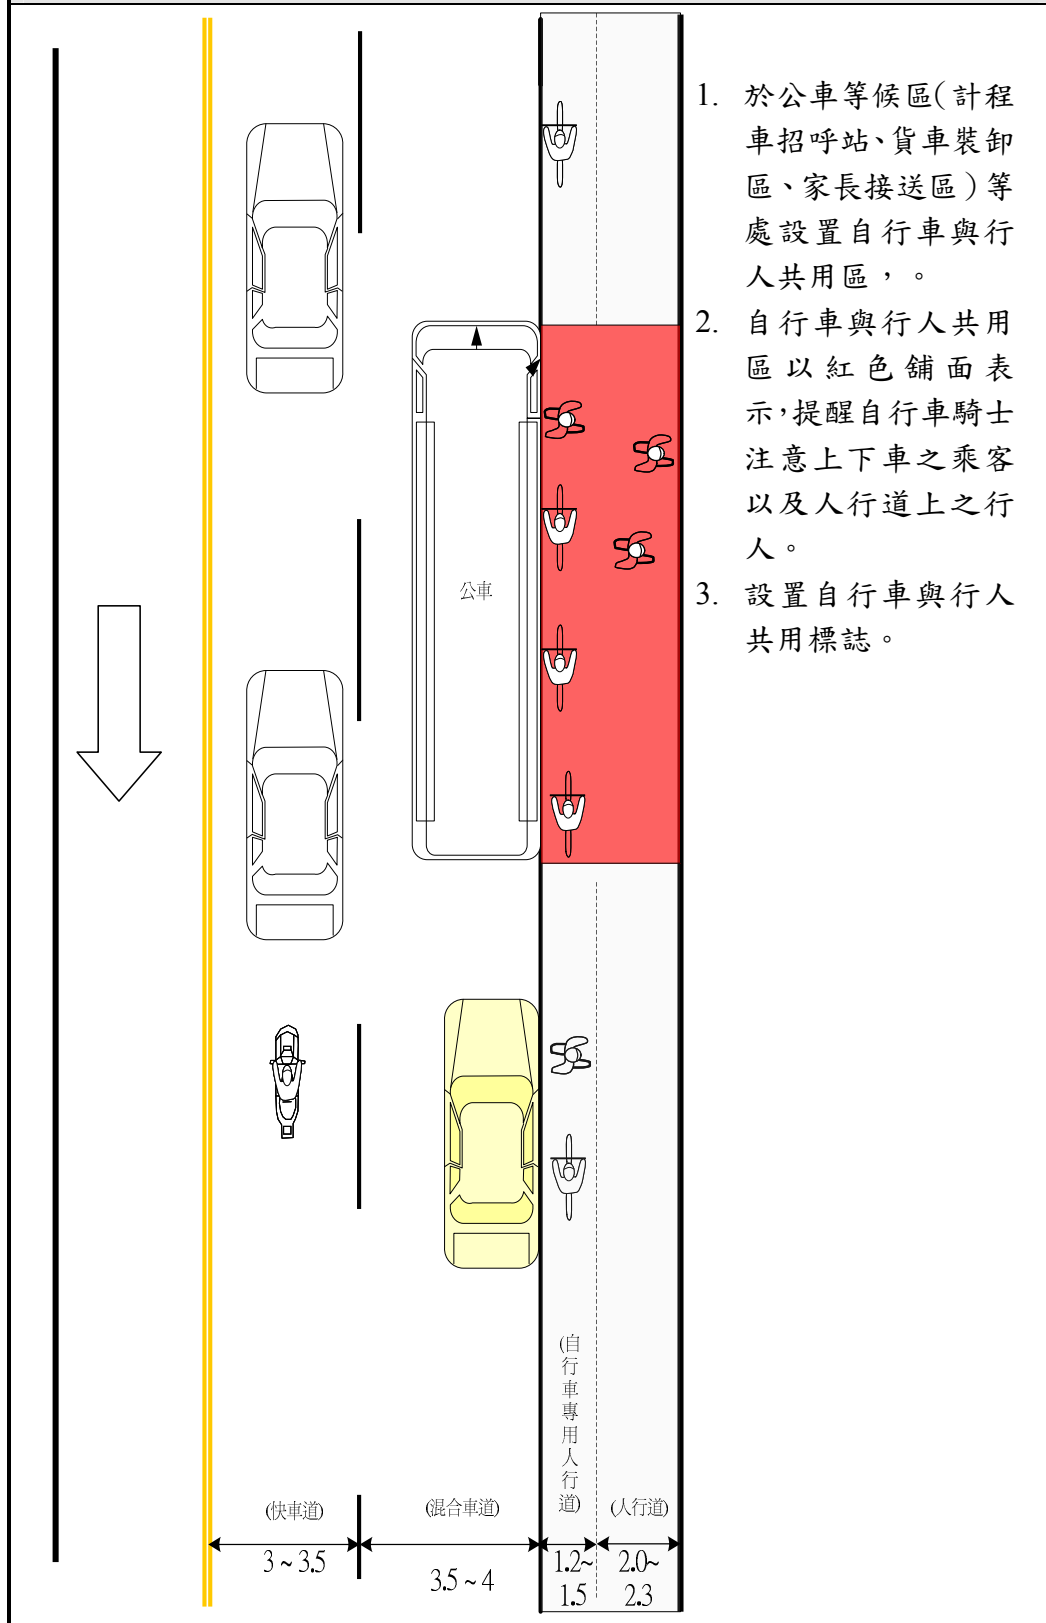 1. 於公車等候區(計程
車招呼站、貨車裝卸
區、家長接送區)等
處設置自行車與行
人共用區，。
2. 自行車與行人共用
區以紅色舖面表
示，提醒自行車騎士
注意上下車之乘客
以及人行道上之行
人。
3. 設置自行車與行人
共用標誌。
公車
(自行車專用人行道)
(快車道)
(混合車道)
(人行道)
3~3.5
3.5~4
1.2~
1.5
2.0~
2.3